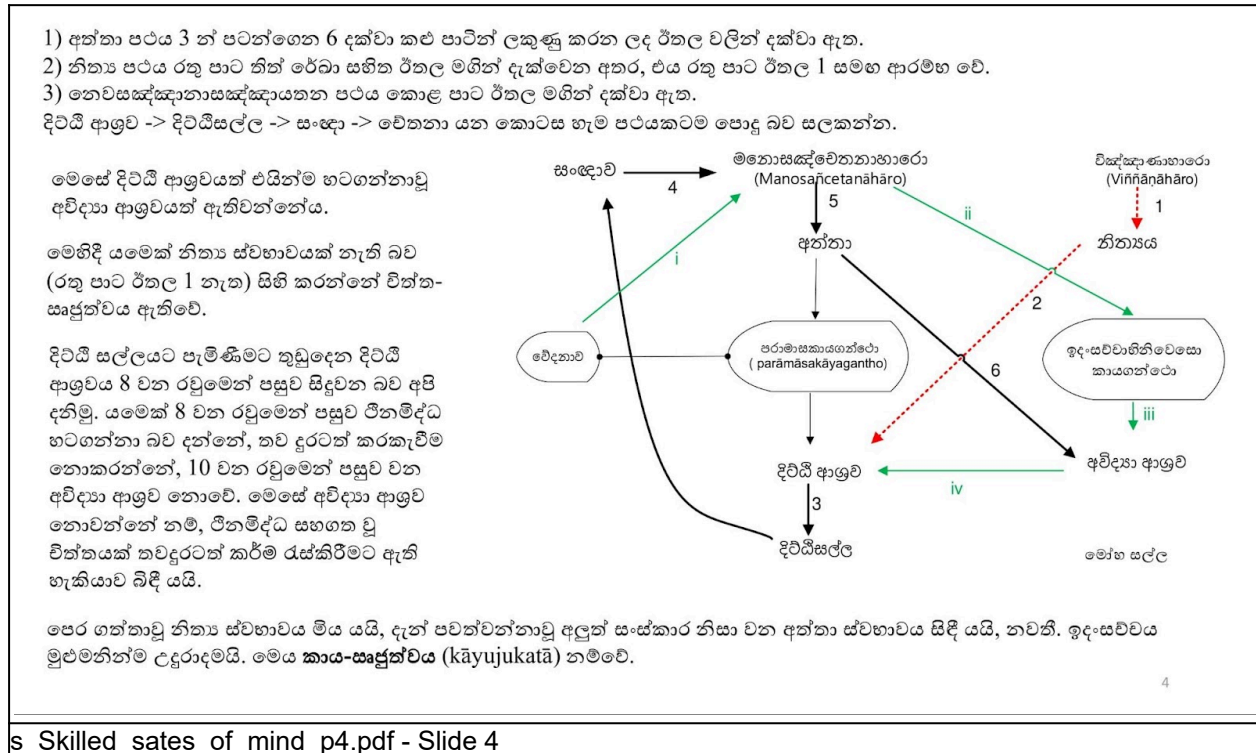 1) අත්තා පථය 3 න් පටන්ගෙන 6 දක්වා කළු පාටින් ලකුණු කරන ලද ඊතල වලින් දක්වා ඇත.
2) නිත්‍ය පථය රතු පාට තිත් රේඛා සහිත ඊතල මගින් දැක්වෙන අතර, එය රතු පාට ඊතල 1 සමඟ ආරම්භ වේ.
3) නෙවසඤ්ඤානාසඤ්ඤායතන පථය කොළ පාට ඊතල මගින් දක්වා ඇත.
දිට්ඨි ආශ්‍රව -> දිට්ඨිසල්ල -> සංඥා -> චේතනා යන කොටස හැම පථයකටම පොදු බව සලකන්න.
මෙසේ දිට්ඨි ආශ්‍රවයත් එයින්ම හටගන්නාවූ
අවිද්‍යා ආශ්‍රවයත් ඇතිවන්නේය.
මෙහිදී යමෙක් නිත්‍ය ස්වභාවයක් නැති බව
(රතු පාට ඊතල 1 නැත) සිහි කරන්නේ චිත්ත-
සෘජුත්වය ඇතිවේ.
දිට්ඨි සල්ලයට පැමිණීමට තුඩුදෙන දිට්ඨි
ආශ්‍රවය 8 වන රවුමෙන් පසුව සිදුවන බව අපි
දනිමු. යමෙක් 8 වන රවුමෙන් පසුව ථිනමිද්ධ
හටගන්නා බව දන්නේ, තව දුරටත් කරකැවීම
නොකරන්නේ, 10 වන රවුමෙන් පසුව වන
අවිද්‍යා ආශ්‍රව නොවේ. මෙසේ අවිද්‍යා ආශ්‍රව
නොවන්නේ නම්, ථිනමිද්ධ සහගත වූ
චිත්තයක් තවදුරටත් කර්ම රැස්කිරීමට ඇති
හැකියාව බිඳී යයි.
සංඥාව
4
මනොසඤ්චෙතනාහාරො
(Manosañcetanāhāro)
විඤ්ඤාණාහාරො
(Viññāṇāhāro)
5
ii
1
අත්තා
නිත්‍යය
i
2
වේදනාව
පරාමාසකායගන්ථො
( parāmāsakāyagantho)
ඉදංසච්චාභිනිවෙසො
කායගන්ථො
6
iii
දිට්ඨි ආශ්‍රව
අවිද්‍යා ආශ්‍රව
iv
3
දිට්ඨිසල්ල
මෝහ සල්ල
පෙර ගත්තාවූ නිත්‍ය ස්වභාවය මිය යයි, දැන් පවත්වන්නාවූ අලුත් සංස්කාර නිසා වන අත්තා ස්වභාවය සිඳී යයි, නවතී. ඉදංසච්චය
මුළුමනින්ම උදුරාදමයි. මෙය කාය-සෘජුත්වය (kāyujukatā) නම්වේ.
4
s Skilled sates of mind p4.pdf - Slide 4